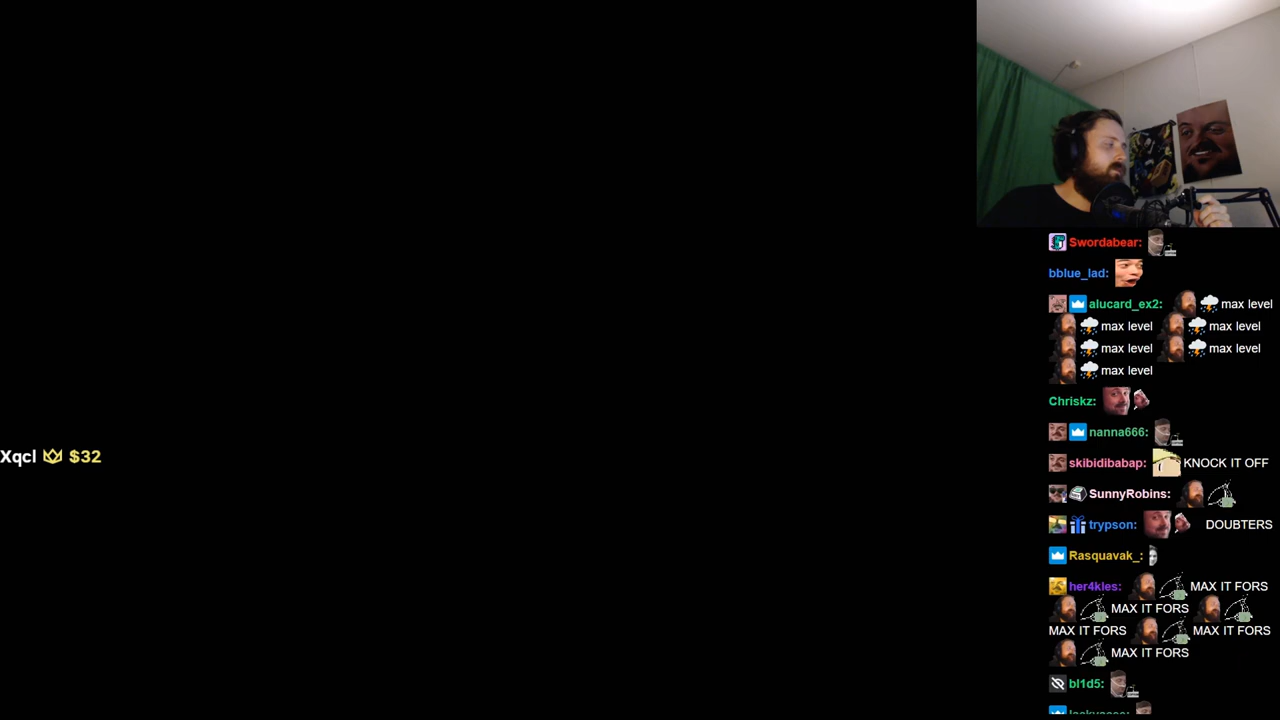 Swordabear:
bblue_lad:
alucard_ex2: max level
max level max level
max level max level
max level
Chriskz:
nanna666:
Xqcl $32
skibidibabap: KNOCK IT OFF
SunnyRobins:
trypson: DOUBTERS
Rasquavak_:
her4kles: MAX IT FORS
MAX IT FORS
MAX IT FORS MAX IT FORS
MAX IT FORS
bl1d5: